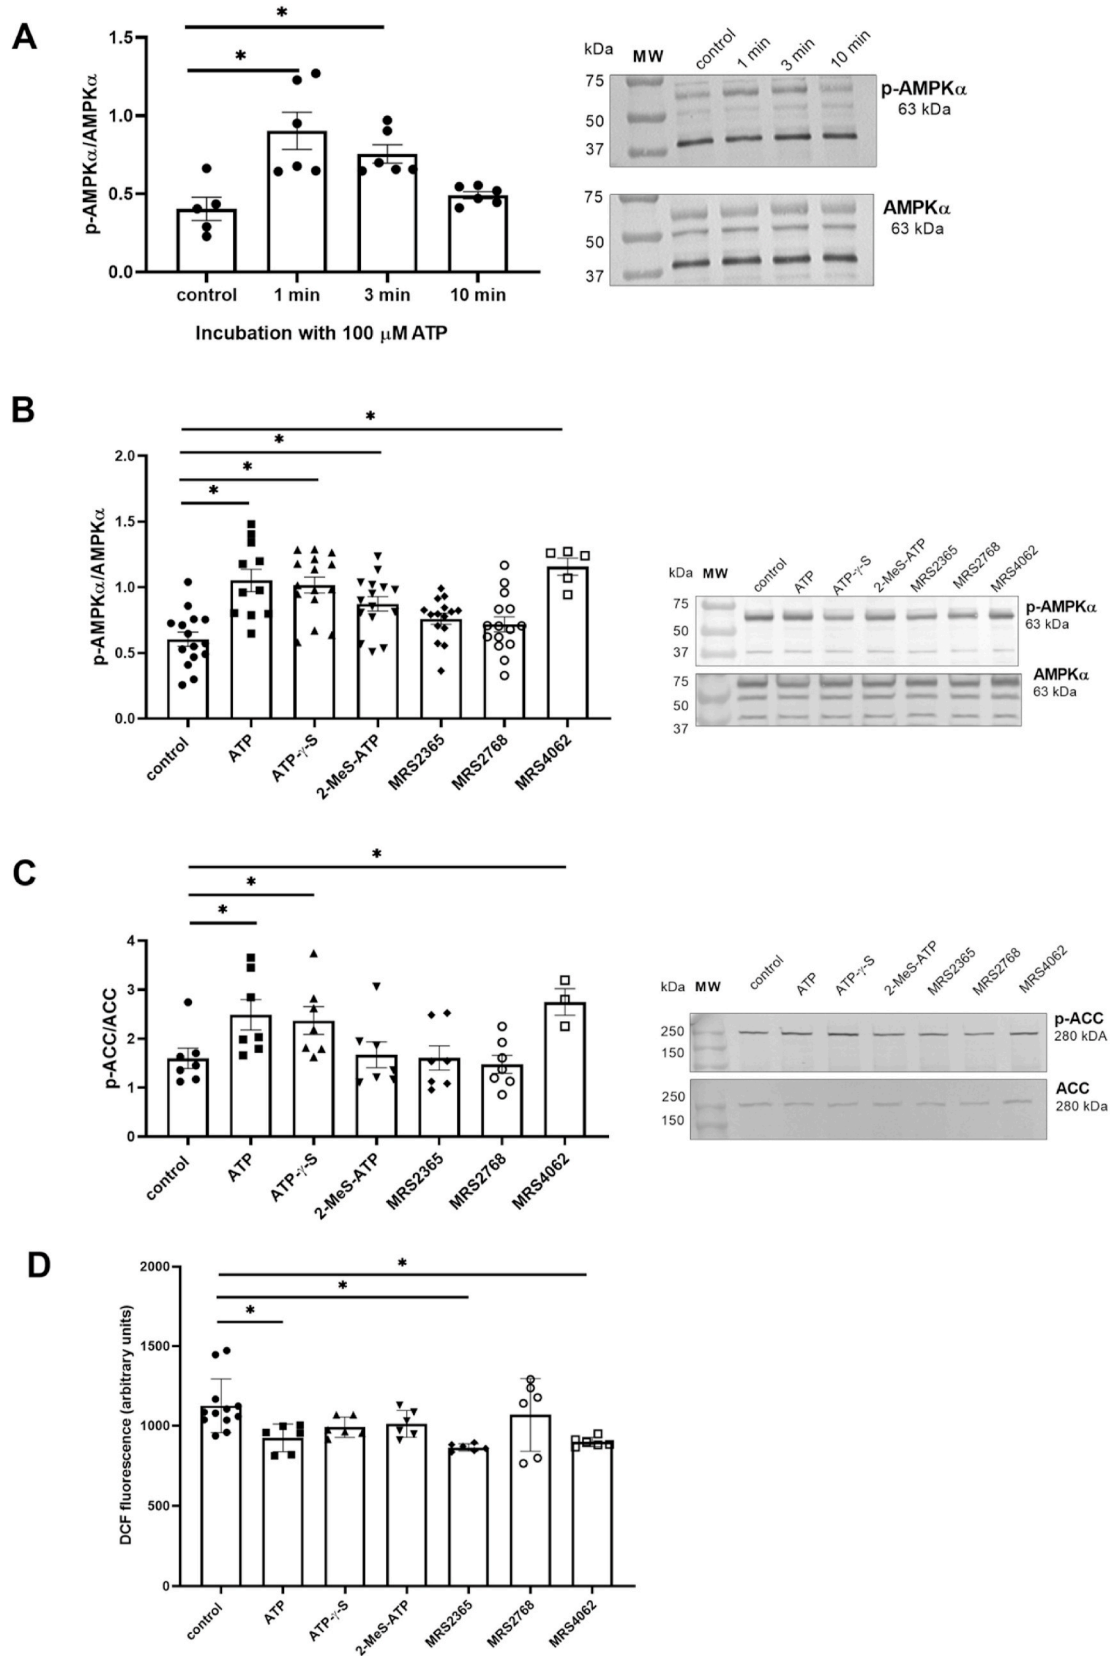 A
p-AMPKα/AMPKα
1.5
1.0
0.5
0.0
*
*
control 1 min 3 min 10 min
Incubation with 100 μM ATP
kDa MW control 1 min 3 min 10 min
75
50
37
p-AMPKα
63 kDa
75
50
37
AMPKα
63 kDa
B
p-AMPKα/AMPKα
2.0
1.5
1.0
0.5
0.0
*
*
*
*
control ATP ATP-γ-S 2-MeS-ATP MRS2365 MRS2768 MRS4062
kDa MW control ATP ATP-γ-S 2-MeS-ATP MRS2365 MRS2768 MRS4062
75
50
37
p-AMPKα
63 kDa
75
50
37
AMPKα
63 kDa
C
p-ACC/ACC
4
3
2
1
0
*
*
*
control ATP ATP-γ-S 2-MeS-ATP MRS2365 MRS2768 MRS4062
kDa MW control ATP ATP-γ-S 2-MeS-ATP MRS2365 MRS2768 MRS4062
250
150
p-ACC
280 kDA
250
150
ACC
280 kDa
D
DCF fluorescence (arbitrary units)
2000
1500
1000
500
0
*
*
*
control ATP ATP-γ-S 2-MeS-ATP MRS2365 MRS2768 MRS4062